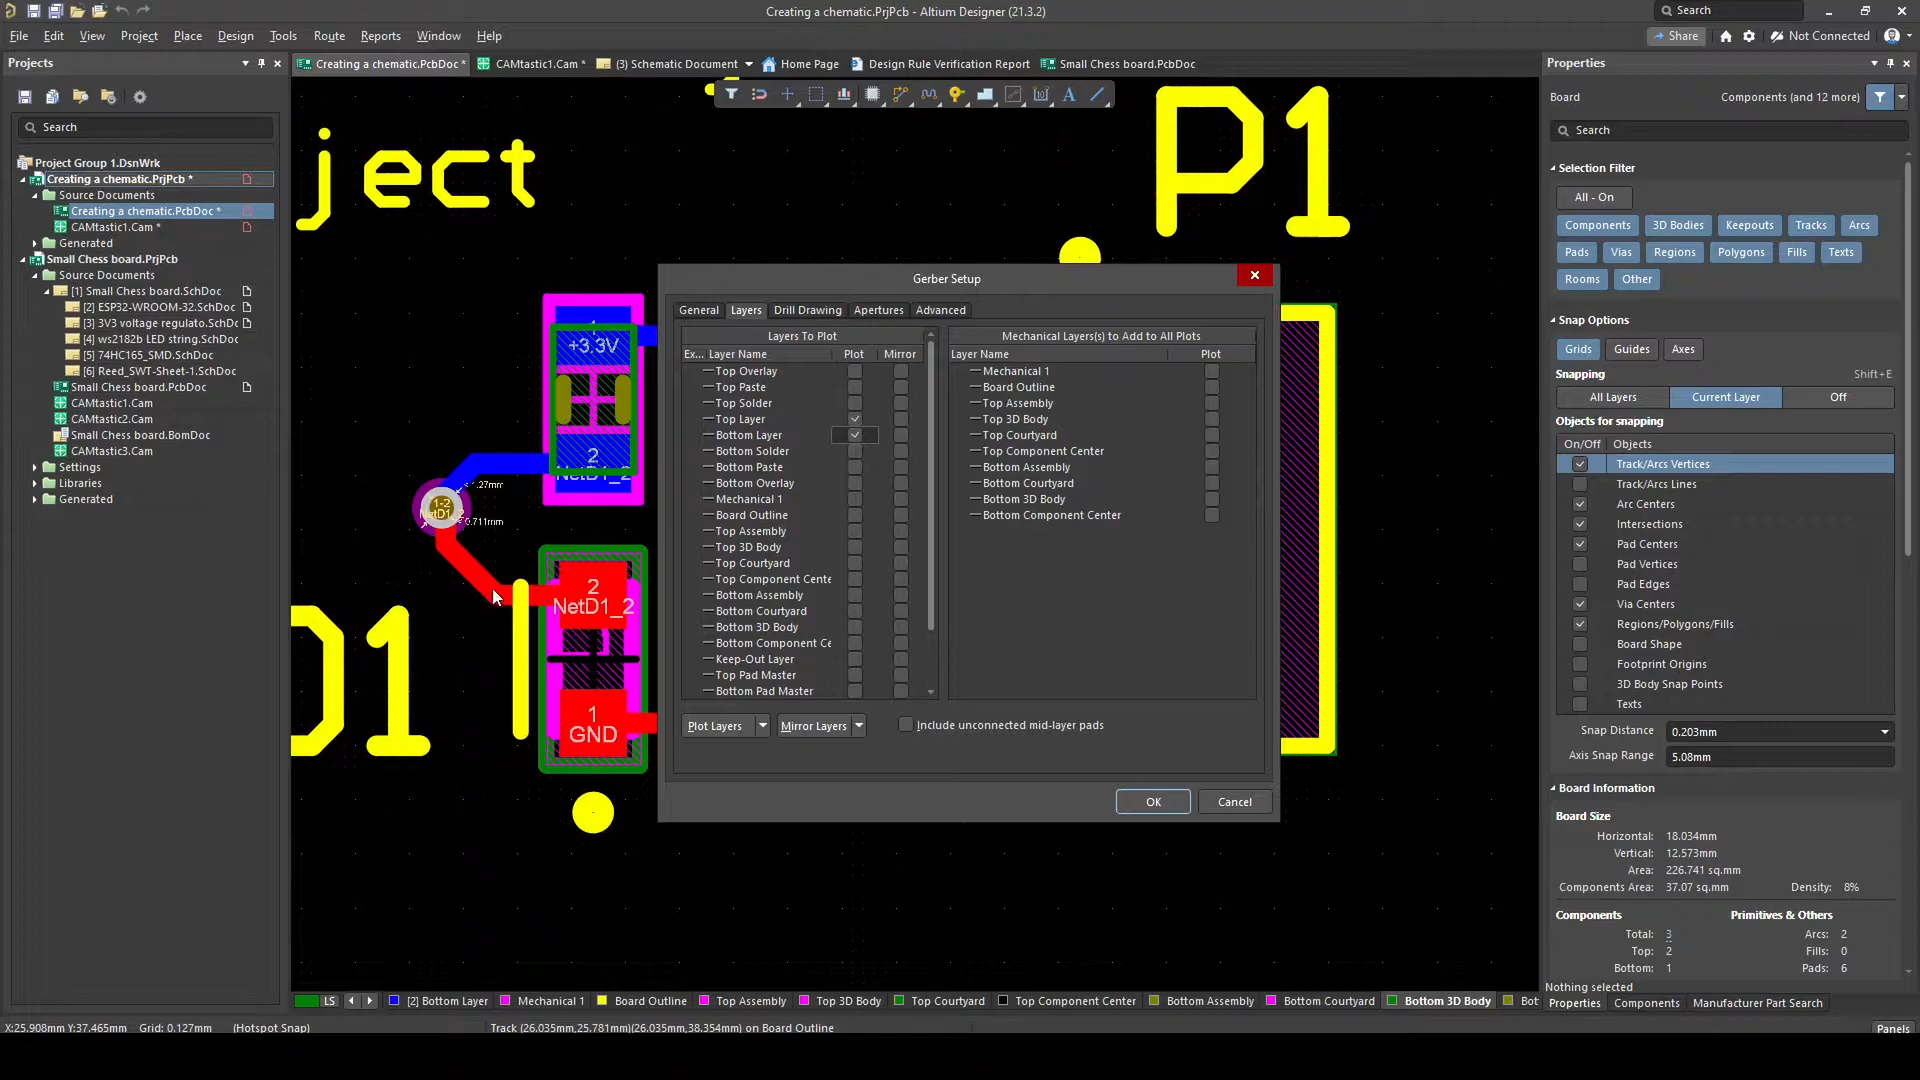 Creating a chematic.PrjPcb - Altium Designer (21.3.2)
Search
File Edit View Project Place Design Tools Route Reports Window Help
Share
Not Connected
Projects
Creating a chematic.PcbDoc *
CAMtastic1.Cam *
(3) Schematic Document
Home Page
Design Rule Verification Report
Small Chess board.PcbDoc
Properties
Search
Project Group 1.DsnWrk
Creating a chematic.PrjPcb *
Source Documents
Creating a chematic.PcbDoc *
CAMtastic1.Cam *
Generated
Small Chess board.PrjPcb
Source Documents
[1] Small Chess board.SchDoc
[2] ESP32-WROOM-32.SchDoc
[3] 3V3 voltage regulato.SchDc
[4] ws2182b LED string.SchDoc
[5] 74HC165_SMD.SchDoc
[6] Reed_SWT-Sheet-1.SchDoc
Small Chess board.PcbDoc
CAMtastic1.Cam
CAMtastic2.Cam
Small Chess board.BomDoc
CAMtastic3.Cam
Settings
Libraries
Generated
ject
P1
D1
+3.3V
2
NetD1_2
1-2
1.27mm
0.711mm
2
NetD1_2
1
GND
Gerber Setup
General Layers Drill Drawing Apertures Advanced
Layers To Plot
Ex... Layer Name Plot Mirror
Top Overlay
Top Paste
Top Solder
Top Layer
Bottom Layer
Bottom Solder
Bottom Paste
Bottom Overlay
Mechanical 1
Board Outline
Top Assembly
Top 3D Body
Top Courtyard
Top Component Cente
Bottom Assembly
Bottom Courtyard
Bottom 3D Body
Bottom Component Ce
Keep-Out Layer
Top Pad Master
Bottom Pad Master
Mechanical Layers(s) to Add to All Plots
Layer Name Plot
Mechanical 1
Board Outline
Top Assembly
Top 3D Body
Top Courtyard
Top Component Center
Bottom Assembly
Bottom Courtyard
Bottom 3D Body
Bottom Component Center
Plot Layers
Mirror Layers
Include unconnected mid-layer pads
OK
Cancel
Board
Components (and 12 more)
Search
Selection Filter
All - On
Components 3D Bodies Keepouts Tracks Arcs
Pads Vias Regions Polygons Fills Texts
Rooms Other
Snap Options
Grids Guides Axes
Snapping Shift+E
All Layers Current Layer Off
Objects for snapping
On/Off Objects
Track/Arcs Vertices
Track/Arcs Lines
Arc Centers
Intersections
Pad Centers
Pad Vertices
Pad Edges
Via Centers
Regions/Polygons/Fills
Board Shape
Footprint Origins
3D Body Snap Points
Texts
Snap Distance 0.203mm
Axis Snap Range 5.08mm
Board Information
Board Size
Horizontal: 18.034mm
Vertical: 12.573mm
Area: 226.741 sq.mm
Components Area: 37.07 sq.mm Density: 8%
Components Primitives & Others
Total: 3 Arcs: 2
Top: 2 Fills: 0
Bottom: 1 Pads: 6
Nothing selected
LS
[2] Bottom Layer Mechanical 1 Board Outline Top Assembly Top 3D Body Top Courtyard Top Component Center Bottom Assembly Bottom Courtyard Bottom 3D Body Bot
Properties Components Manufacturer Part Search
X:25.908mm Y:37.465mm Grid: 0.127mm (Hotspot Snap)
Track (26.035mm,25.781mm)(26.035mm,38.354mm) on Board Outline
Panels